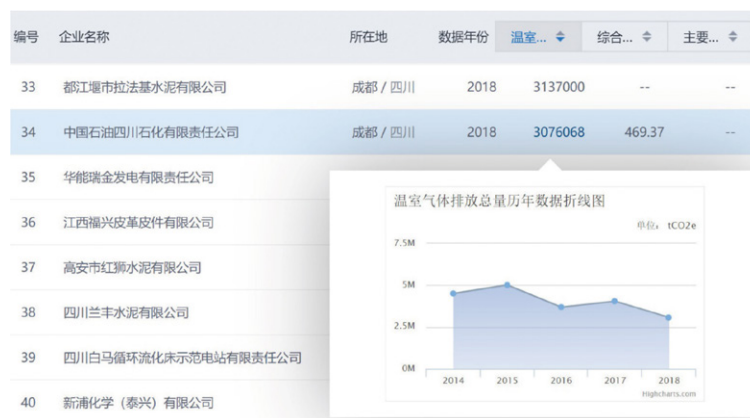 编号 企业名称 所在地 数据年份 温室... 综合... 主要...
33 都江堰市拉法基水泥有限公司 成都 / 四川 2018 3137000 -- --
34 中国石油四川石化有限责任公司 成都 / 四川 2018 3076068 469.37 --
35 华能瑞金发电有限责任公司
36 江西福兴皮革皮件有限公司
37 高安市红狮水泥有限公司
38 四川兰丰水泥有限公司
39 四川白马循环流化床示范电站有限责任公司
40 新浦化学（泰兴）有限公司
温室气体排放总量历年数据折线图
单位：tCO2e
7.5M
5M
2.5M
0M
2014 2015 2016 2017 2018
Highcharts.com